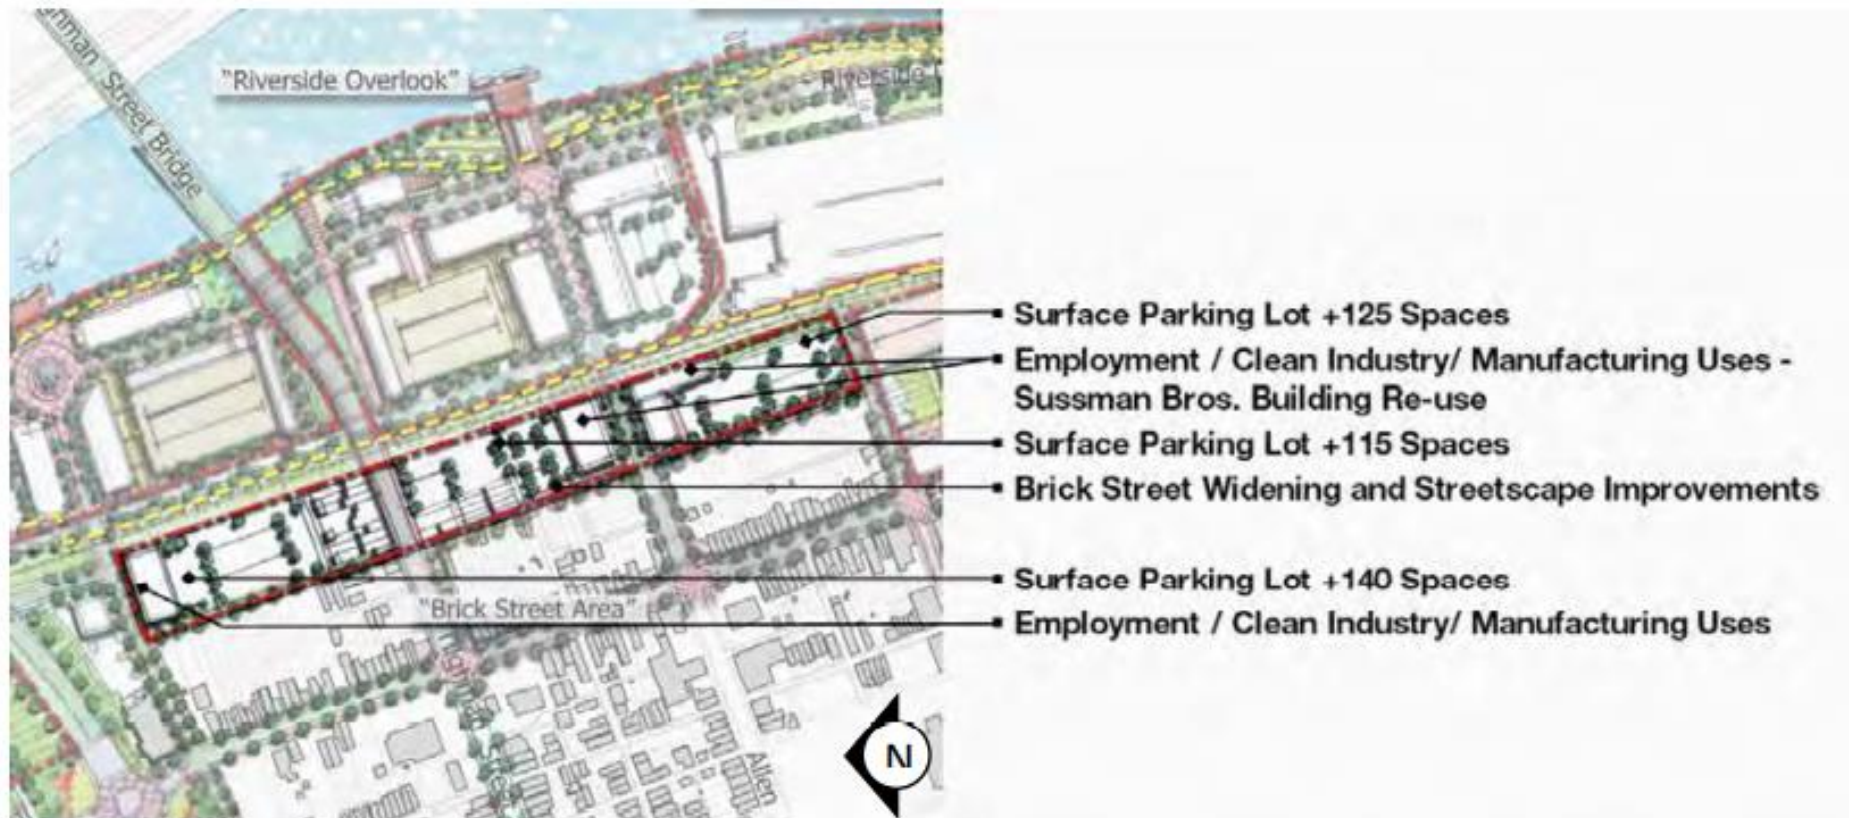 "Riverside Overlook"
Riverside
Street Bridge
Surface Parking Lot +125 Spaces
Employment / Clean Industry/ Manufacturing Uses -
Sussman Bros. Building Re-use
Surface Parking Lot +115 Spaces
Brick Street Widening and Streetscape Improvements
Surface Parking Lot +140 Spaces
"Brick Street Area"
Employment / Clean Industry/ Manufacturing Uses
N
Allen